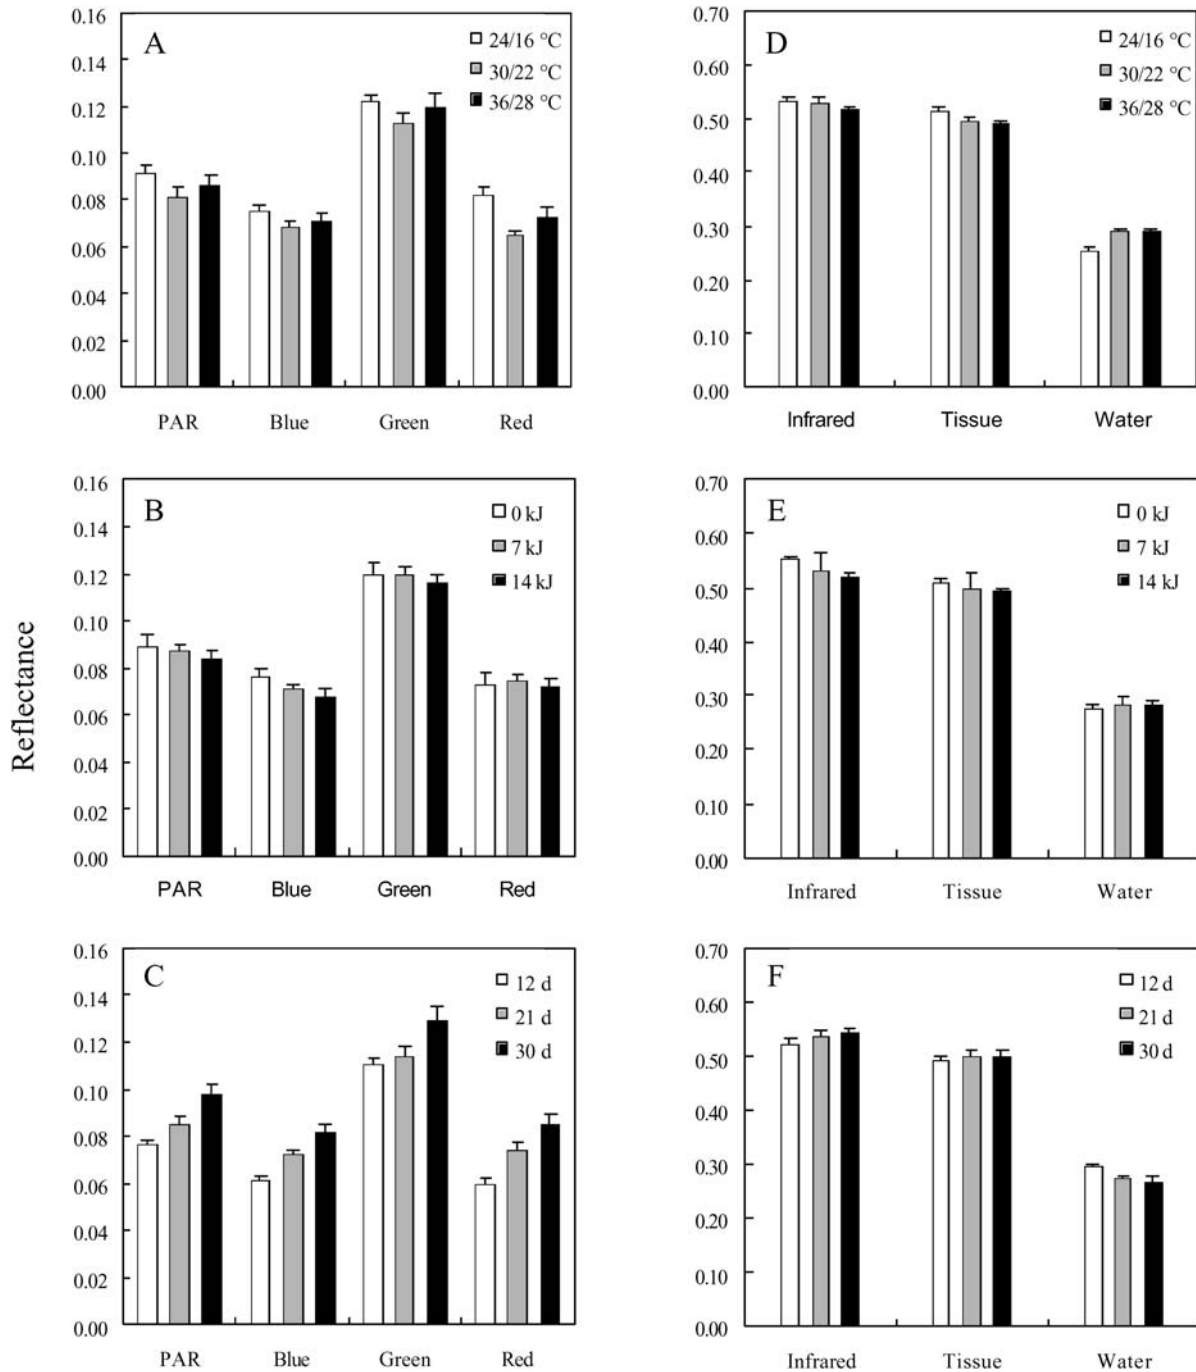 Reflectance
A
24/16 °C
30/22 °C
36/28 °C
0.16
0.14
0.12
0.10
0.08
0.06
0.04
0.02
0.00
PAR Blue Green Red
D
24/16 °C
30/22 °C
36/28 °C
0.70
0.60
0.50
0.40
0.30
0.20
0.10
0.00
Infrared Tissue Water
B
0 kJ
7 kJ
14 kJ
0.16
0.14
0.12
0.10
0.08
0.06
0.04
0.02
0.00
PAR Blue Green Red
E
0 kJ
7 kJ
14 kJ
0.70
0.60
0.50
0.40
0.30
0.20
0.10
0.00
Infrared Tissue Water
C
12 d
21 d
30 d
0.16
0.14
0.12
0.10
0.08
0.06
0.04
0.02
0.00
PAR Blue Green Red
F
12 d
21 d
30 d
0.70
0.60
0.50
0.40
0.30
0.20
0.10
0.00
Infrared Tissue Water